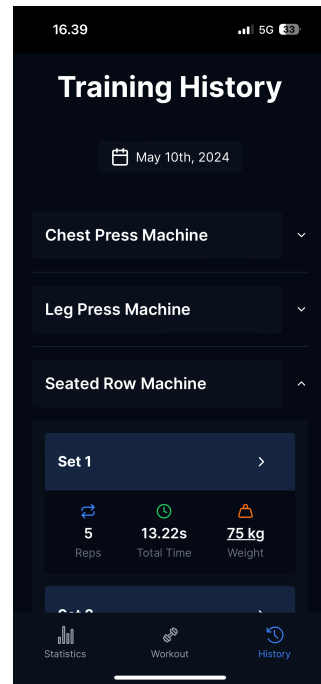 16.39
5G 33
Training History
May 10th, 2024
Chest Press Machine
Leg Press Machine
Seated Row Machine
Set 1
5 13.22s 75 kg
Reps Total Time Weight
Statistics Workout History